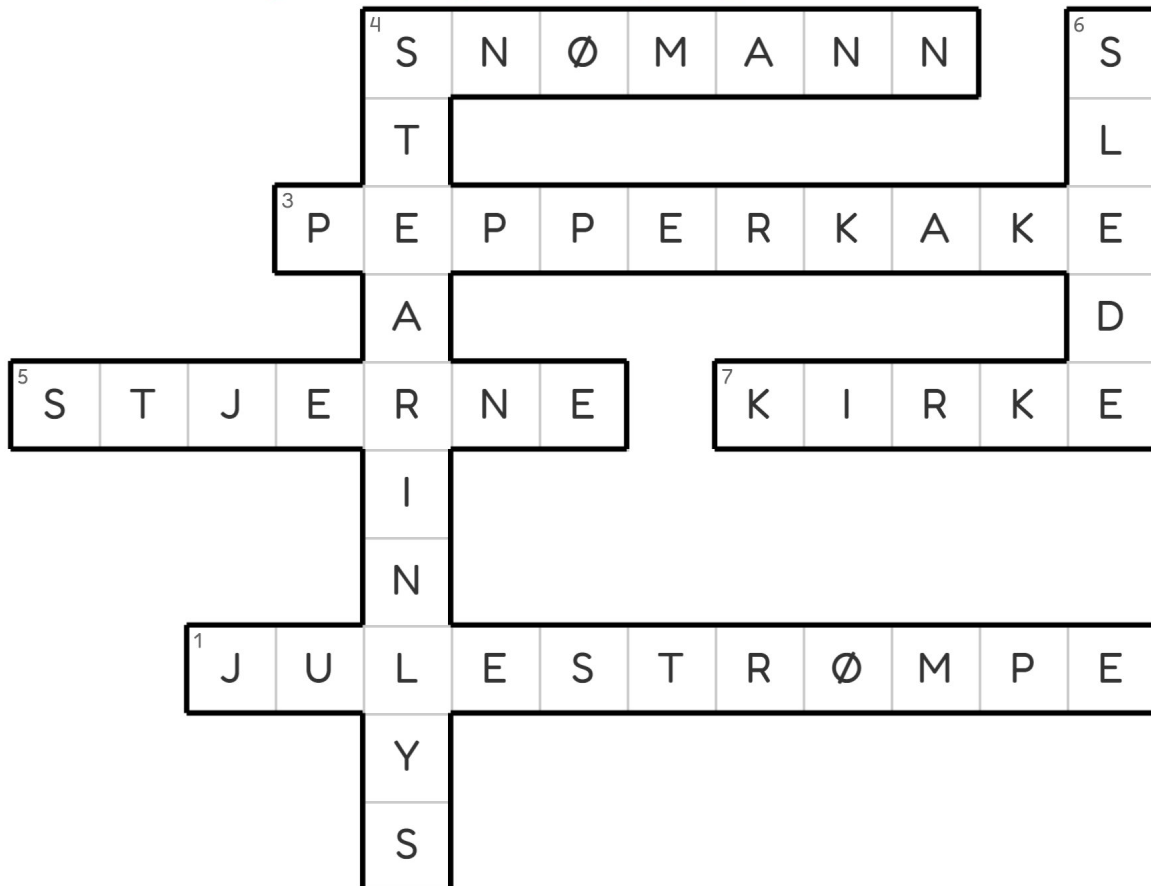 4 S N Ø M A N N 6 S
T L
3 P E P P E R K A K E
A D
5 S T J E R N E 7 K I R K E
I
N
1 J U L E S T R Ø M P E
Y
S